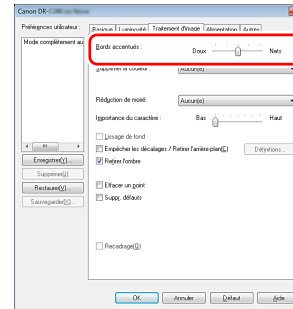 Canon DR-
Préférences utilisateur :
Mode complètement au
Enregistrer(Y)...
Supprimer(J)
Restaurer(V)...
Sauvegarder(X)...
Basique Luminosité Traitement d'image Alimentation Autres
Bords accentués :
Doux Nets
Supprimer la couleur : Aucun(e)
Réduction de moiré: Aucun(e)
Importance du caractère : Bas Haut
Lissage de fond
Empêcher les décalages / Retirer l'arrière-plan(C) Définitions...
Retirer l'ombre
Effacer un point
Suppr. défauts
Recadrage(G)
OK Annuler Défaut Aide